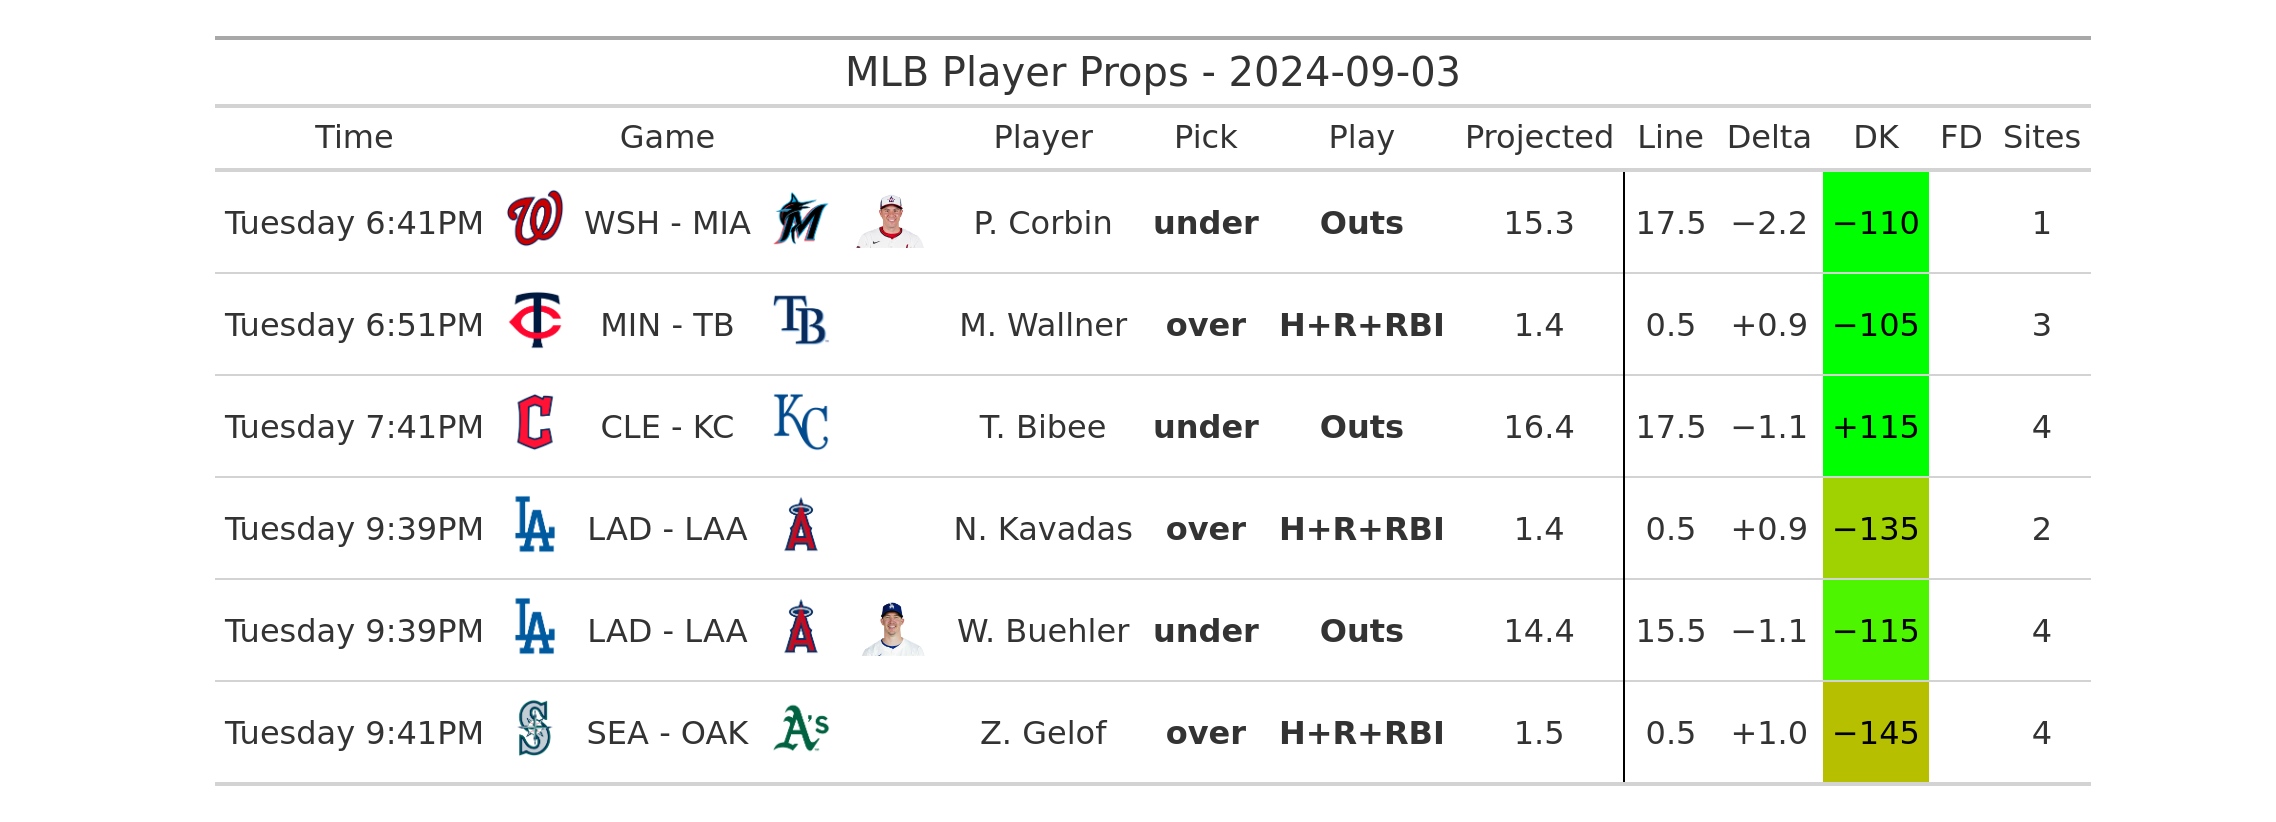 MLB Player Props - 2024-09-03
Time Game Player Pick Play Projected Line Delta DK FD Sites
Tuesday 6:41PM WSH - MIA P. Corbin under Outs 15.3 17.5 −2.2 −110 1
Tuesday 6:51PM MIN - TB M. Wallner over H+R+RBI 1.4 0.5 +0.9 −105 3
Tuesday 7:41PM CLE - KC T. Bibee under Outs 16.4 17.5 −1.1 +115 4
Tuesday 9:39PM LAD - LAA N. Kavadas over H+R+RBI 1.4 0.5 +0.9 −135 2
Tuesday 9:39PM LAD - LAA W. Buehler under Outs 14.4 15.5 −1.1 −115 4
Tuesday 9:41PM SEA - OAK Z. Gelof over H+R+RBI 1.5 0.5 +1.0 −145 4